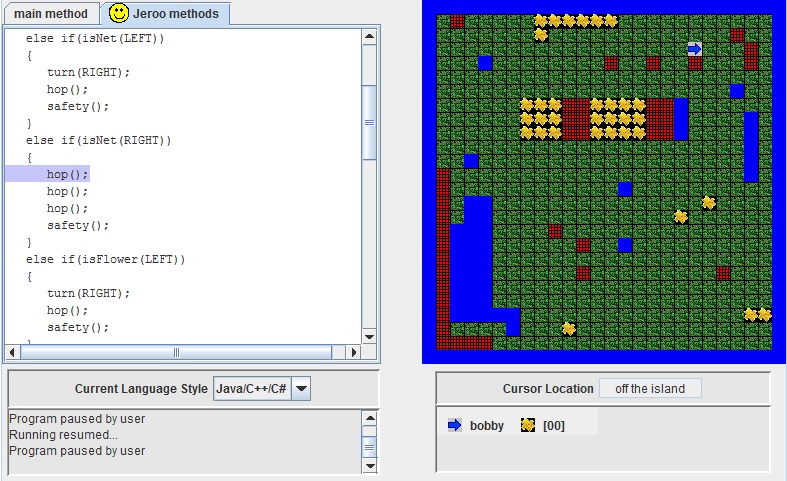 main method
Jeroo methods
else if(isNet(LEFT))
{
turn(RIGHT);
hop();
safety();
}
else if(isNet(RIGHT))
{
hop();
hop();
hop();
safety();
}
else if(isFlower(LEFT))
{
turn(RIGHT);
hop();
safety();
Current Language Style
Java/C++/C#
Program paused by user
Running resumed...
Program paused by user
Cursor Location
off the island
bobby
[00]